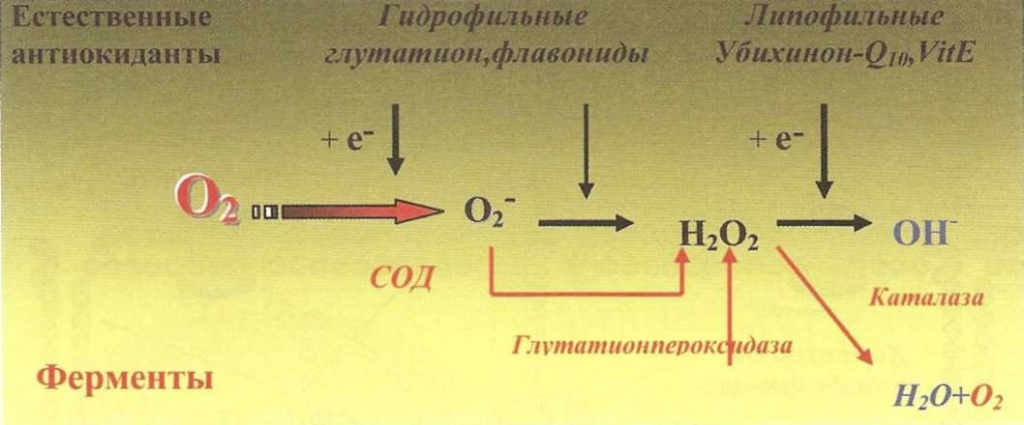 Естественные
антиокиданты
Гидрофильные
глутатион,флавониды
Липофильные
Убихинон-Q10,VitE
+ e-
+ e-
O2
O2-
H2O2
OH-
СОД
Каталаза
Глутатионпероксидаза
Ферменты
H2O+O2